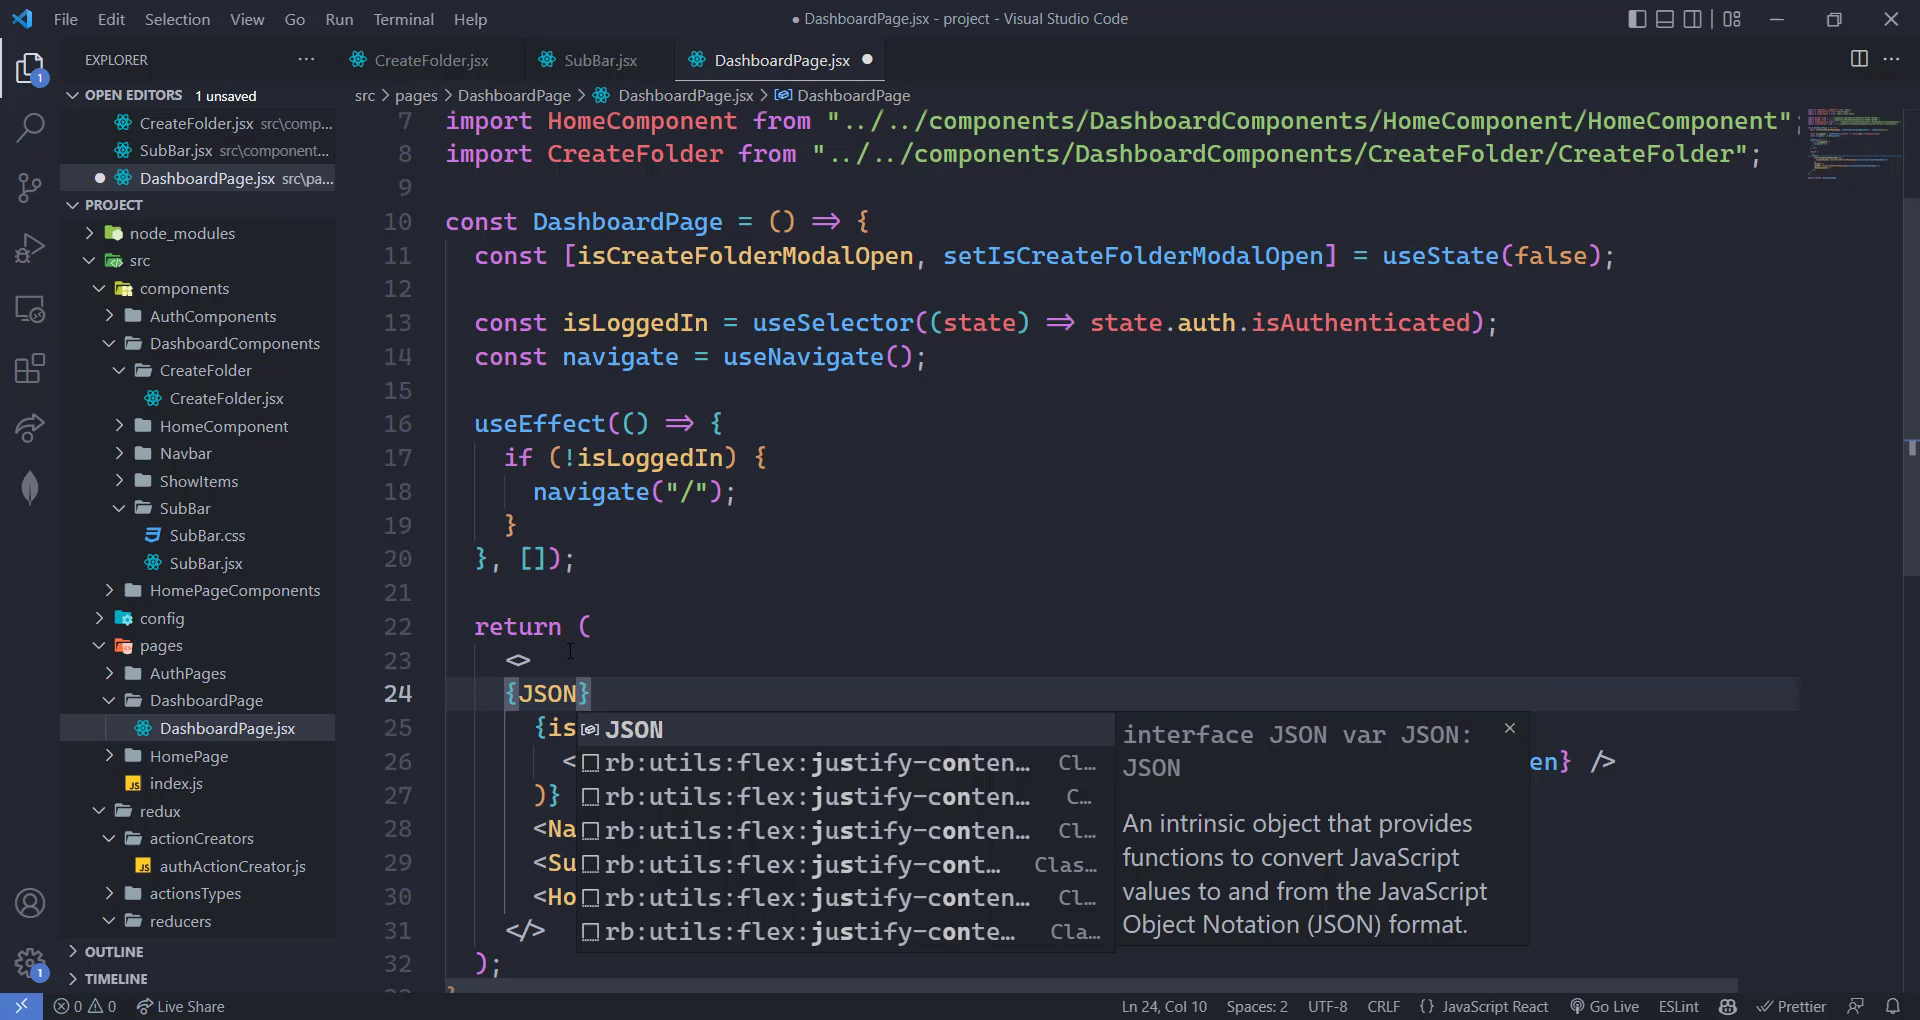 File Edit Selection View Go Run Terminal Help
● DashboardPage.jsx - project - Visual Studio Code
EXPLORER
OPEN EDITORS 1 unsaved
CreateFolder.jsx src\comp...
SubBar.jsx src\component...
DashboardPage.jsx src\pa...
PROJECT
node_modules
src
components
AuthComponents
DashboardComponents
CreateFolder
CreateFolder.jsx
HomeComponent
Navbar
ShowItems
SubBar
SubBar.css
SubBar.jsx
HomePageComponents
config
pages
AuthPages
DashboardPage
DashboardPage.jsx
HomePage
index.js
redux
actionCreators
authActionCreator.js
actionsTypes
reducers
OUTLINE
TIMELINE
CreateFolder.jsx SubBar.jsx DashboardPage.jsx
src > pages > DashboardPage > DashboardPage.jsx > DashboardPage
7 import HomeComponent from "../../components/DashboardComponents/HomeComponent/HomeComponent";
8 import CreateFolder from "../../components/DashboardComponents/CreateFolder/CreateFolder";
9
10 const DashboardPage = () => {
11 const [isCreateFolderModalOpen, setIsCreateFolderModalOpen] = useState(false);
12
13 const isLoggedIn = useSelector((state) => state.auth.isAuthenticated);
14 const navigate = useNavigate();
15
16 useEffect(() => {
17 if (!isLoggedIn) {
18 navigate("/");
19 }
20 }, []);
21
22 return (
23 <>
24 {JSON}
25 {is
26 < en} />
27 )}
28 <Na
29 <Su
30 <Ho
31 </>
32 );
JSON
rb:utils:flex:justify-conten... Cl...
rb:utils:flex:justify-conten... C...
rb:utils:flex:justify-conten... Cl...
rb:utils:flex:justify-cont... Clas...
rb:utils:flex:justify-conten... Cl...
rb:utils:flex:justify-conte... Cla...
interface JSON var JSON:
JSON
An intrinsic object that provides
functions to convert JavaScript
values to and from the JavaScript
Object Notation (JSON) format.
0 0 Live Share
Ln 24, Col 10 Spaces: 2 UTF-8 CRLF {} JavaScript React Go Live ESLint Prettier